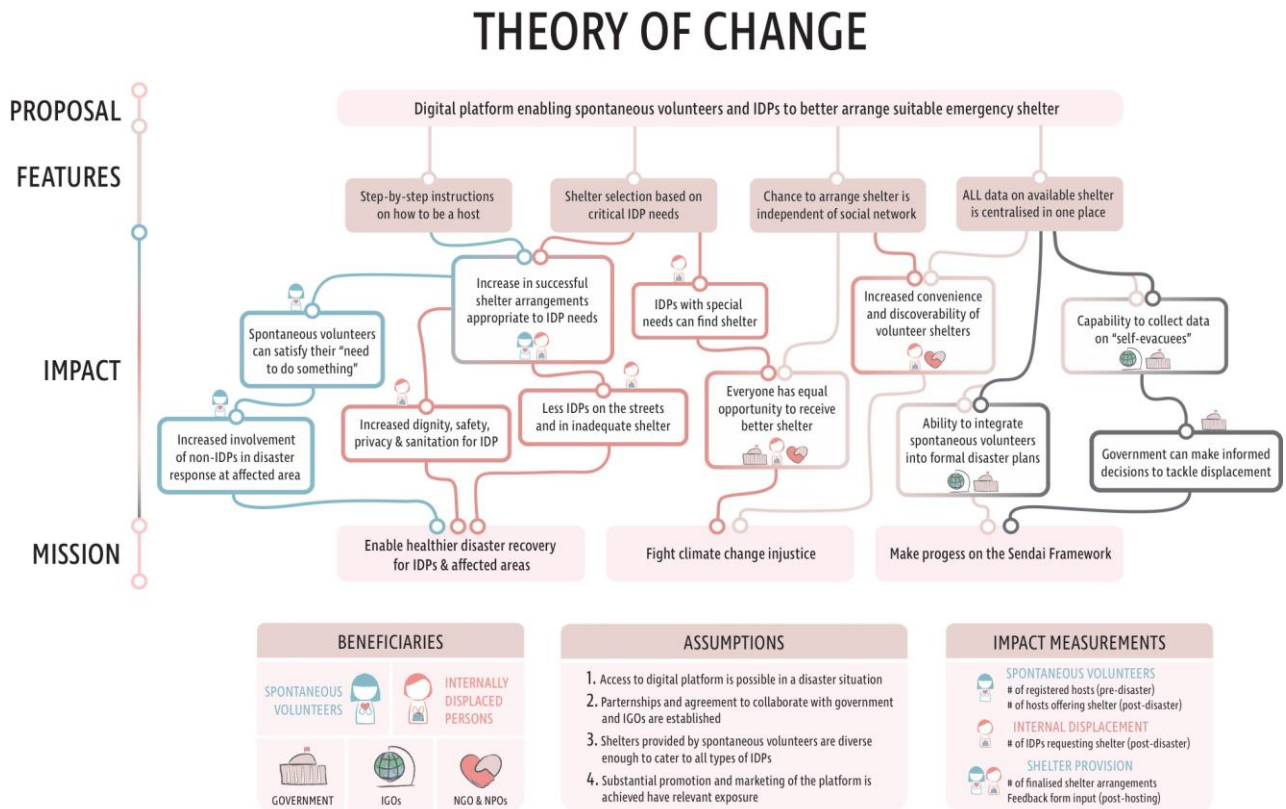 THEORY OF CHANGE
PROPOSAL
Digital platform enabling spontaneous volunteers and IDPs to better arrange suitable emergency shelter
FEATURES
Step-by-step instructions
on how to be a host
Shelter selection based on
critical IDP needs
Chance to arrange shelter is
independent of social network
ALL data on available shelter
is centralised in one place
IMPACT
Increase in successful
shelter arrangements
appropriate to IDP needs
IDPs with special
needs can find shelter
Increased convenience
and discoverability of
volunteer shelters
Capability to collect data
on “self-evacuees”
Spontaneous volunteers
can satisfy their “need
to do something”
Increased involvement
of non-IDPs in disaster
response at affected area
Increased dignity, safety,
privacy & sanitation for IDP
Less IDPs on the streets
and in inadequate shelter
Everyone has equal
opportunity to receive
better shelter
Ability to integrate
spontaneous volunteers
into formal disaster plans
Government can make informed
decisions to tackle displacement
MISSION
Enable healthier disaster recovery
for IDPs & affected areas
Fight climate change injustice
Make progess on the Sendai Framework
BENEFICIARIES
SPONTANEOUS
VOLUNTEERS
INTERNALLY
DISPLACED
PERSONS
GOVERNMENT
IGOs
NGO & NPOs
ASSUMPTIONS
1. Access to digital platform is possible in a disaster situation
2. Parternships and agreement to collaborate with government
and IGOs are established
3. Shelters provided by spontaneous volunteers are diverse
enough to cater to all types of IDPs
4. Substantial promotion and marketing of the platform is
achieved have relevant exposure
IMPACT MEASUREMENTS
SPONTANEOUS VOLUNTEERS
# of registered hosts (pre-disaster)
# of hosts offering shelter (post-disaster)
INTERNAL DISPLACEMENT
# of IDPs requesting shelter (post-disaster)
SHELTER PROVISION
# of finalised shelter arrangements
Feedback form input (post-hosting)